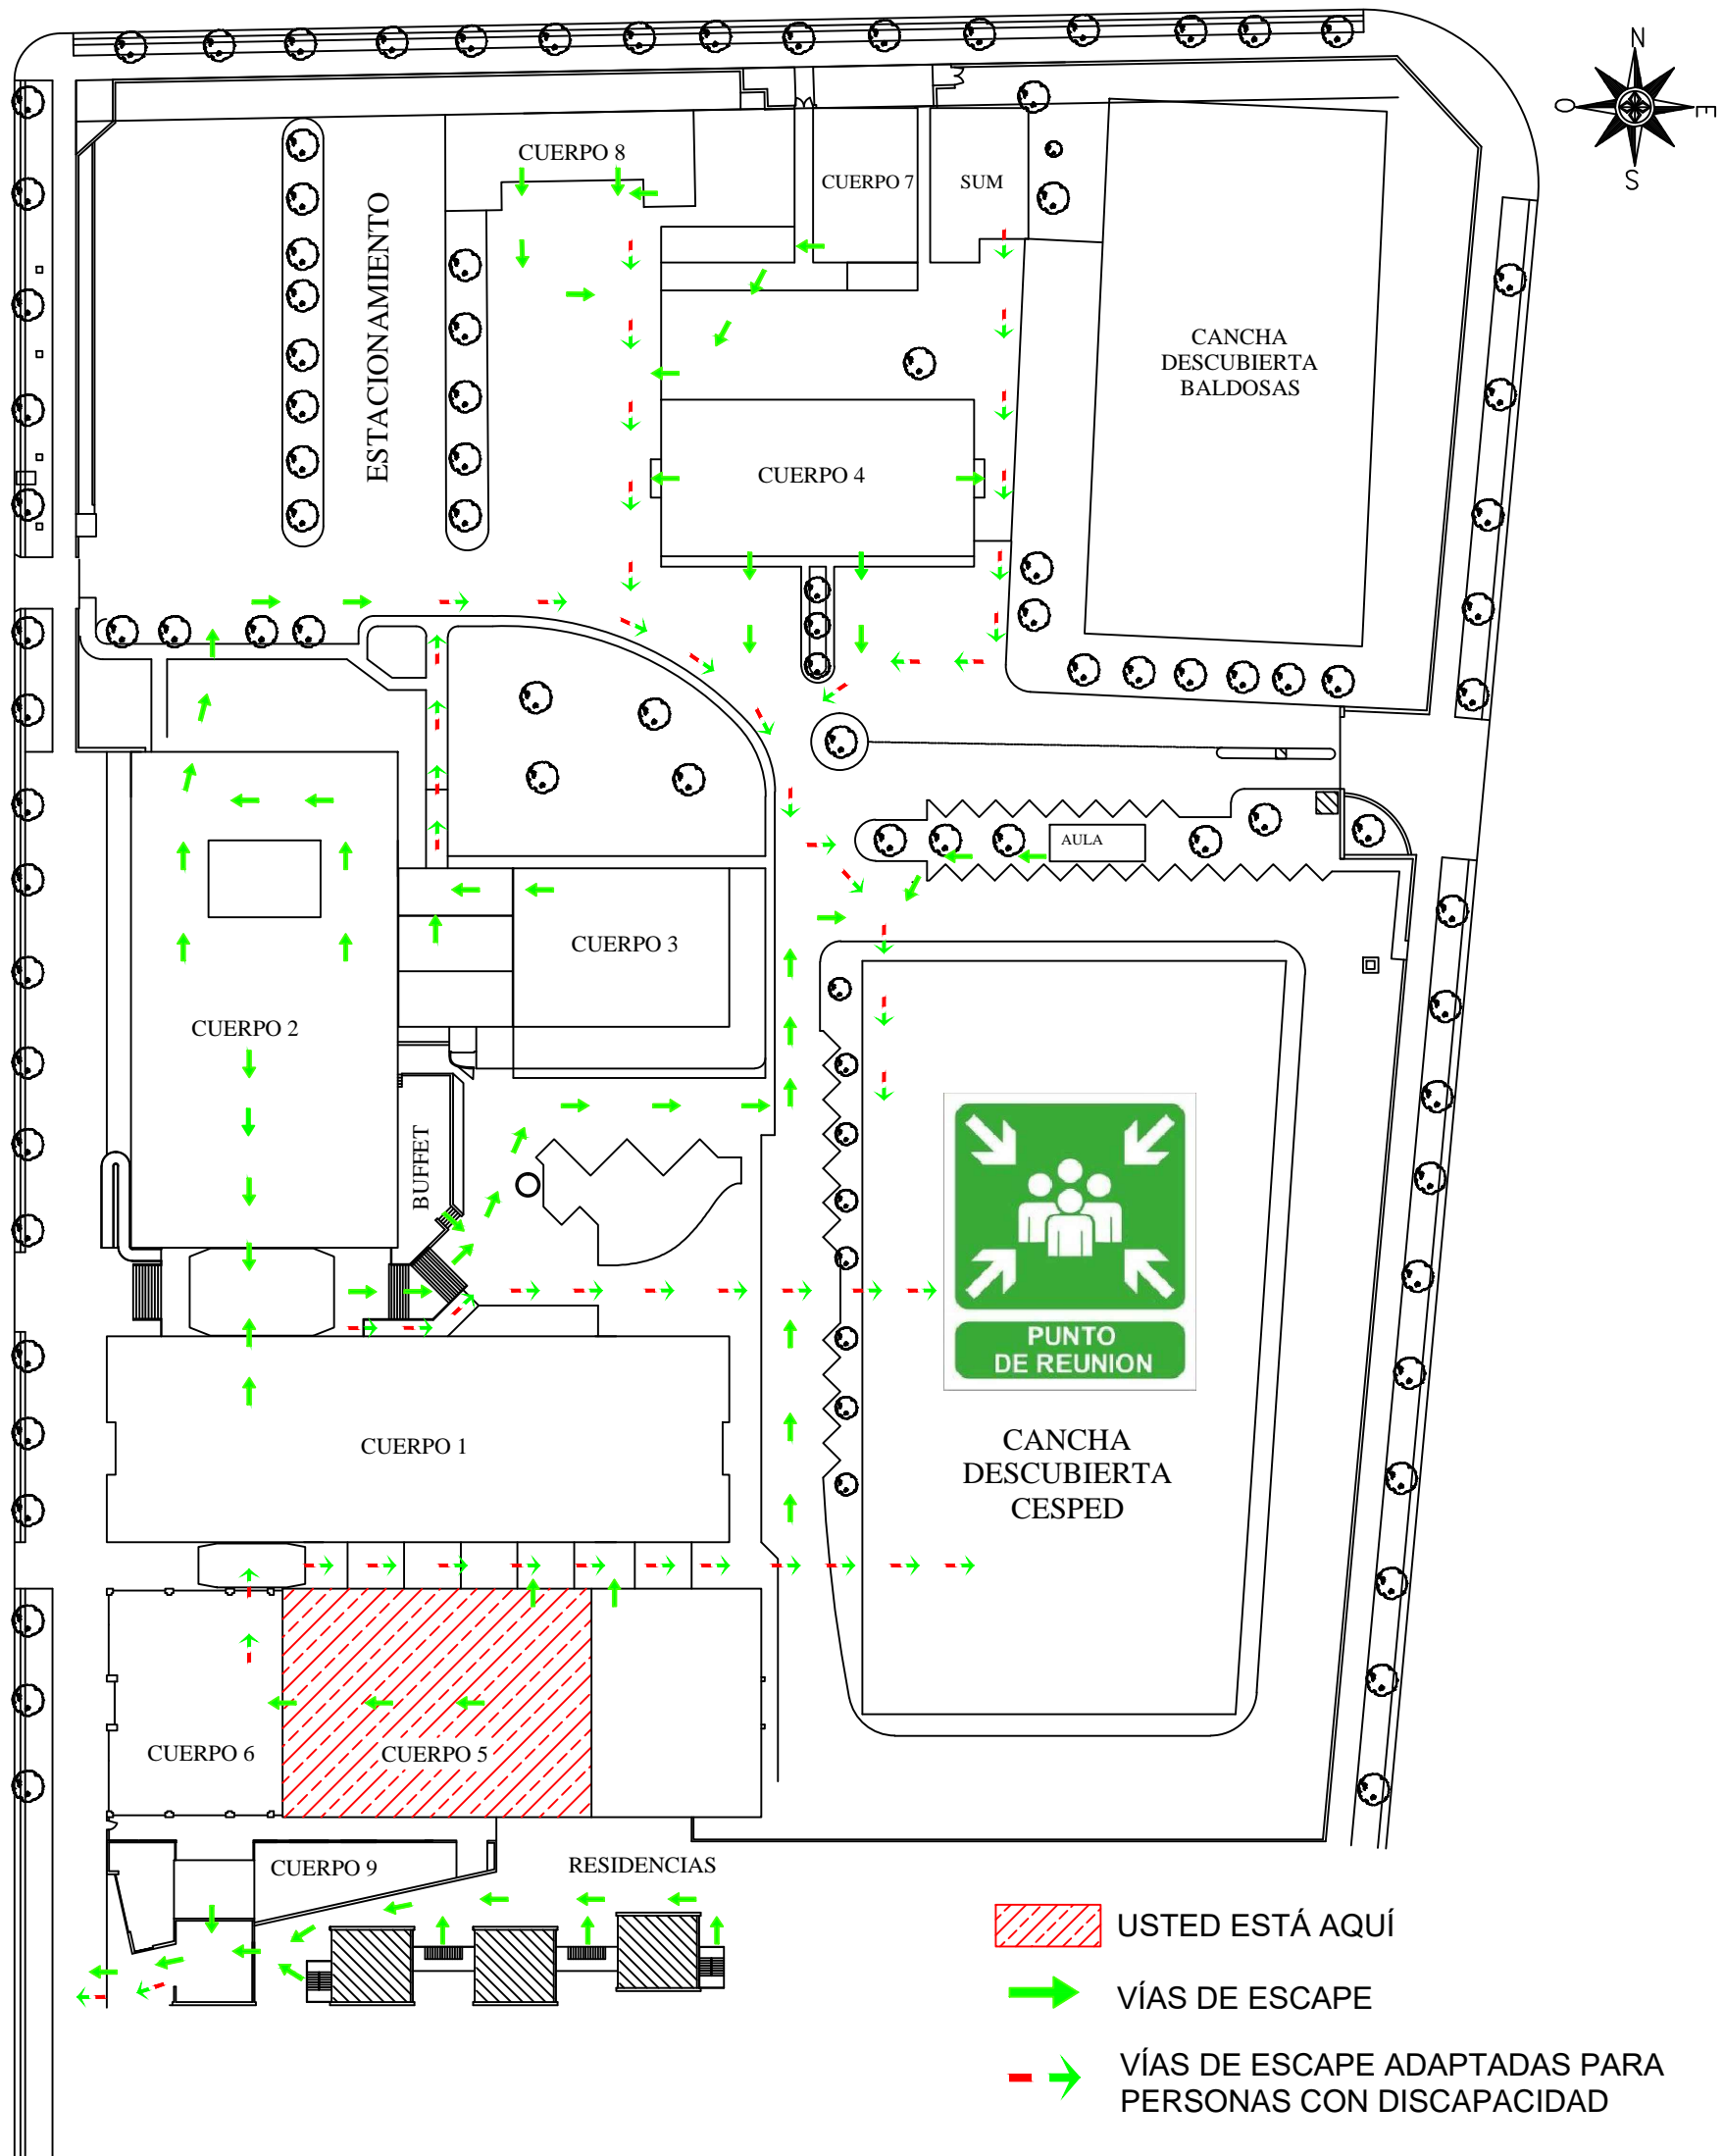 N
O
E
S
CUERPO 8
CUERPO 7
SUM
ESTACIONAMIENTO
CANCHA
DESCUBIERTA
BALDOSAS
CUERPO 4
AULA
CUERPO 3
CUERPO 2
BUFFET
PUNTO
DE REUNION
CANCHA
DESCUBIERTA
CESPED
CUERPO 1
CUERPO 6
CUERPO 5
CUERPO 9
RESIDENCIAS
USTED ESTÁ AQUÍ
VÍAS DE ESCAPE
VÍAS DE ESCAPE ADAPTADAS PARA
PERSONAS CON DISCAPACIDAD